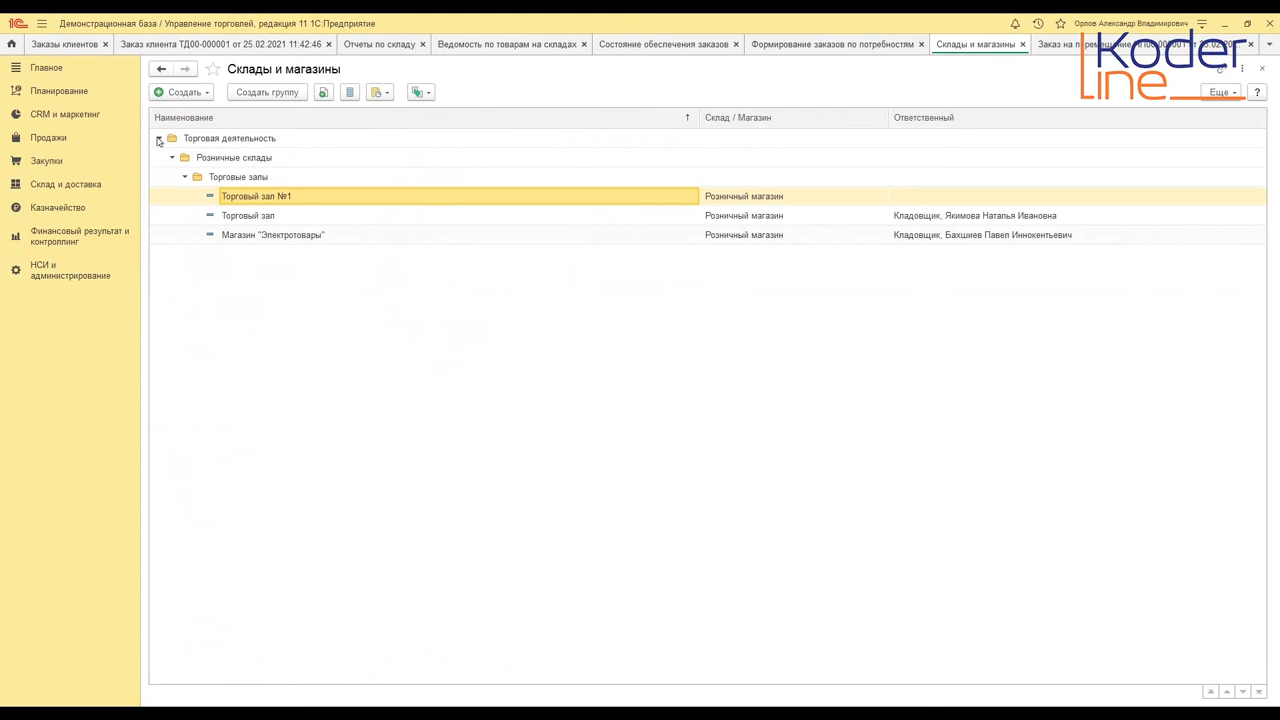 Демонстрационная база / Управление торговлей, редакция 11 1С:Предприятие
Орлов Александр Владимирович
Заказы клиентов
Заказ клиента ТД00-000001 от 25.02.2021 11:42:46
Отчеты по складу
Ведомость по товарам на складах
Состояние обеспечения заказов
Формирование заказов по потребностям
Склады и магазины
Заказ на
Koder
line
Главное
Планирование
CRM и маркетинг
Продажи
Закупки
Склад и доставка
Казначейство
Финансовый результат и
контроллинг
НСИ и
администрирование
Склады и магазины
Создать
Создать группу
Еще
?
Наименование
Склад / Магазин
Ответственный
Торговая деятельность
Розничные склады
Торговые залы
Торговый зал №1
Розничный магазин
Торговый зал
Розничный магазин
Кладовщик, Якимова Наталья Ивановна
Магазин "Электротовары"
Розничный магазин
Кладовщик, Бахшиев Павел Иннокентьевич